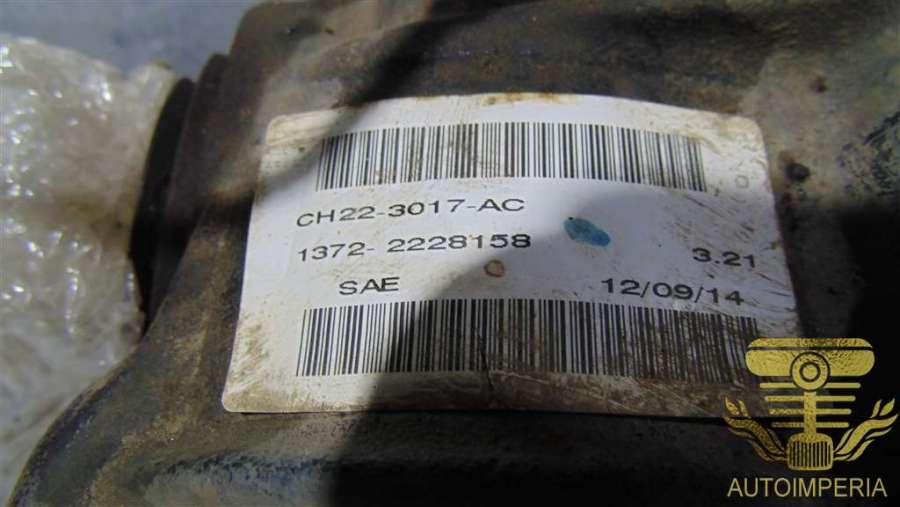 CH22-3017-AC
1372- 2228158
3.21
SAE
12/09/14
AUTOIMPERIA